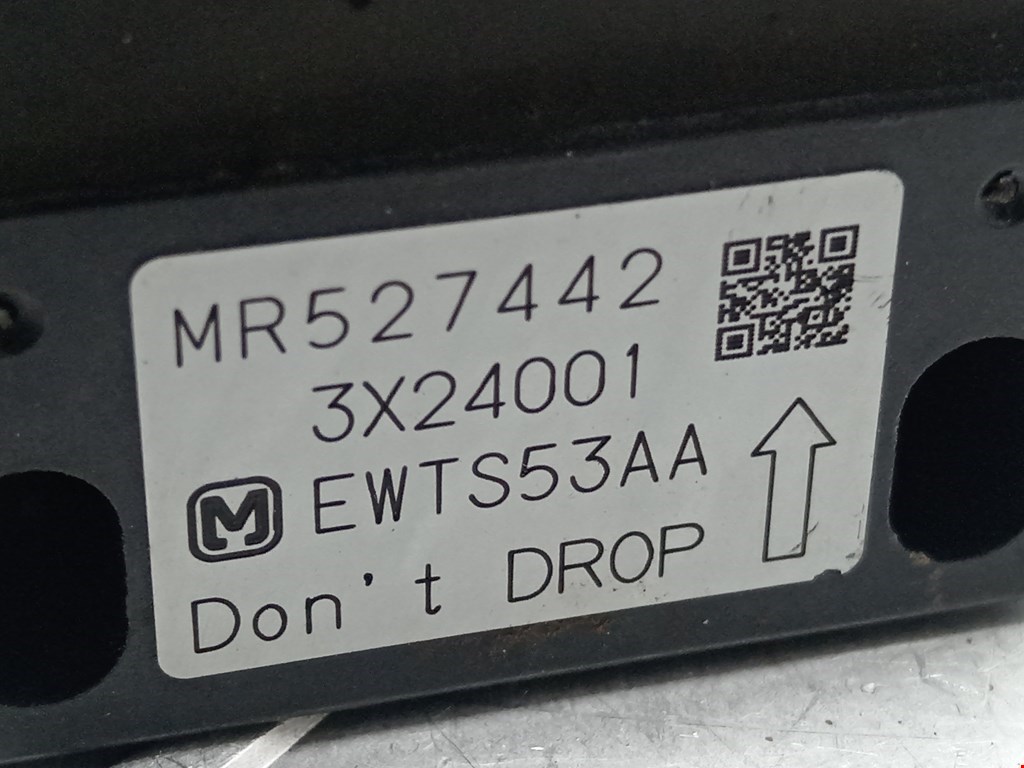 MR527442
3X24001
M EWTS53AA
Don't DROP